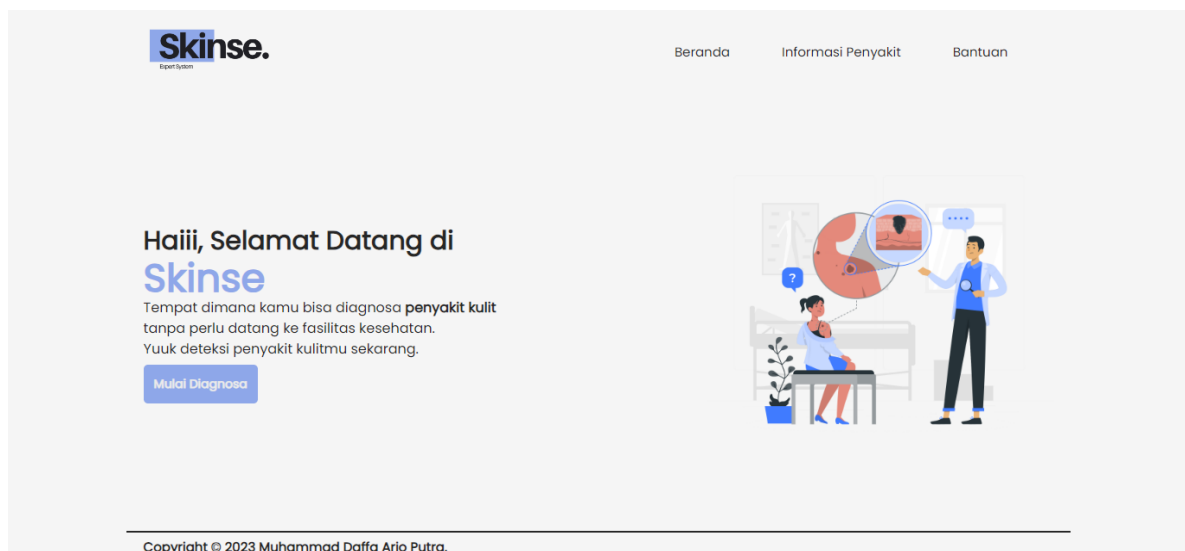 Skinse.
Expert System
Beranda Informasi Penyakit Bantuan
Haiii, Selamat Datang di
Skinse
Tempat dimana kamu bisa diagnosa penyakit kulit
tanpa perlu datang ke fasilitas kesehatan.
Yuuk deteksi penyakit kulitmu sekarang.
Mulai Diagnosa
?
Copyright © 2023 Muhammad Daffa Ario Putra.